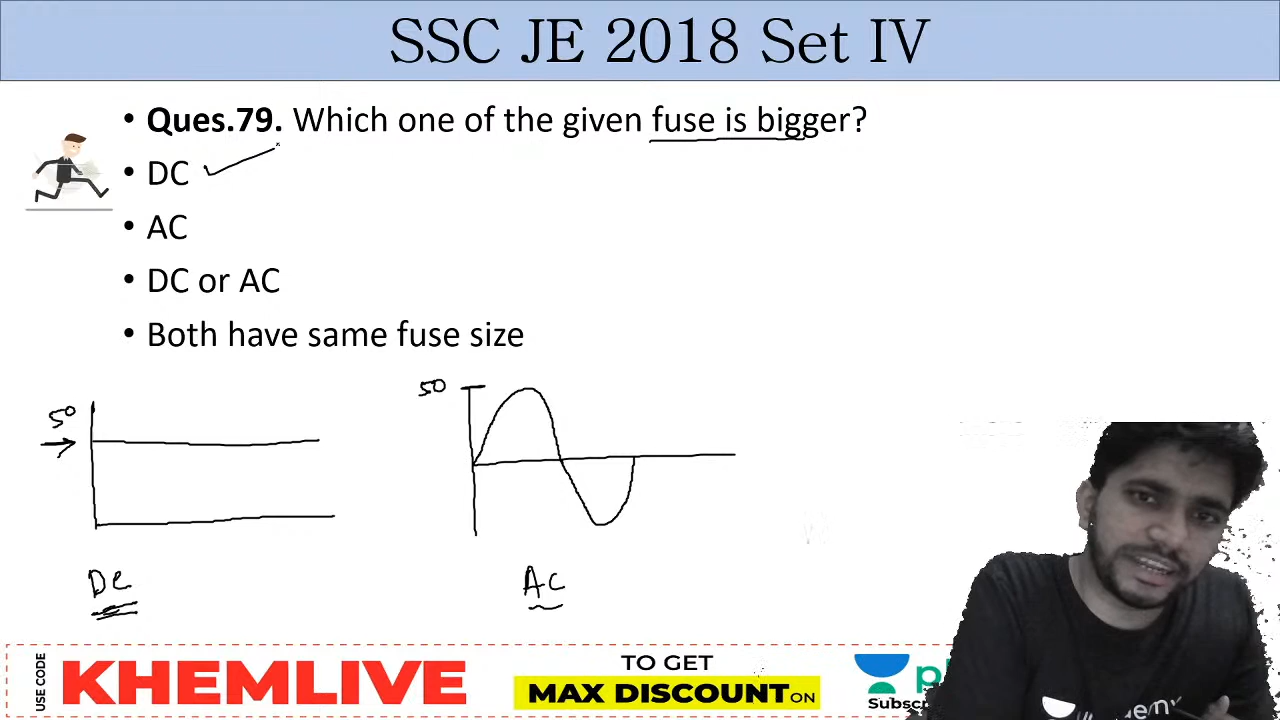 SSC JE 2018 Set IV
• Ques.79. Which one of the given fuse is bigger?
• DC
• AC
• DC or AC
• Both have same fuse size
50
50
DC
AC
USE CODE
KHEMLIVE
TO GET
MAX DISCOUNT ON
Subscr